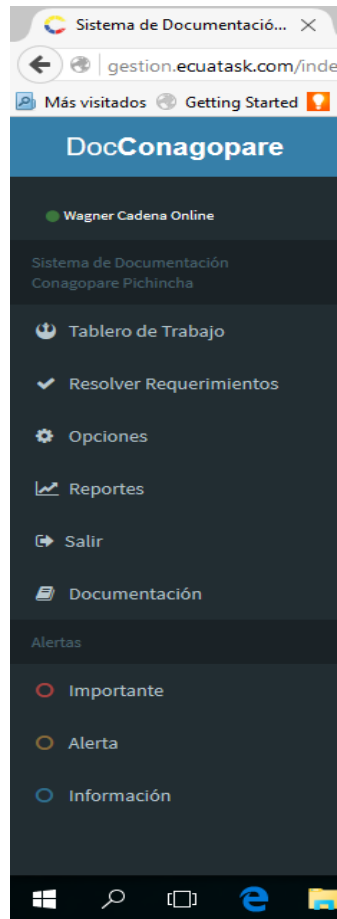 Sistema de Documentació...
gestion.ecuatask.com/inde
Más visitados Getting Started
DocConagopare
Wagner Cadena Online
Sistema de Documentación
Conagopare Pichincha
Tablero de Trabajo
Resolver Requerimientos
Opciones
Reportes
Salir
Documentación
Alertas
Importante
Alerta
Información